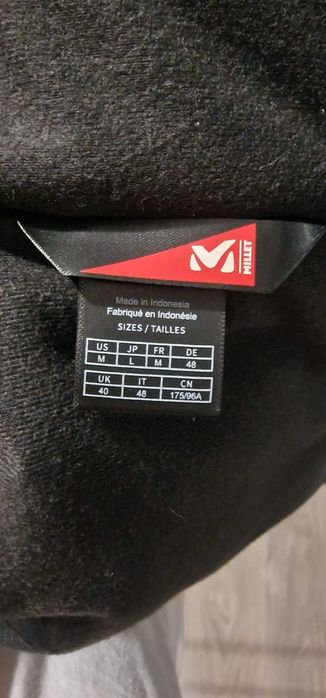 MILLET
Made in Indonesia
Fabriqué en Indonésie
SIZES / TAILLES
US JP FR DE
M L M 48
UK IT CN
40 48 175/96A